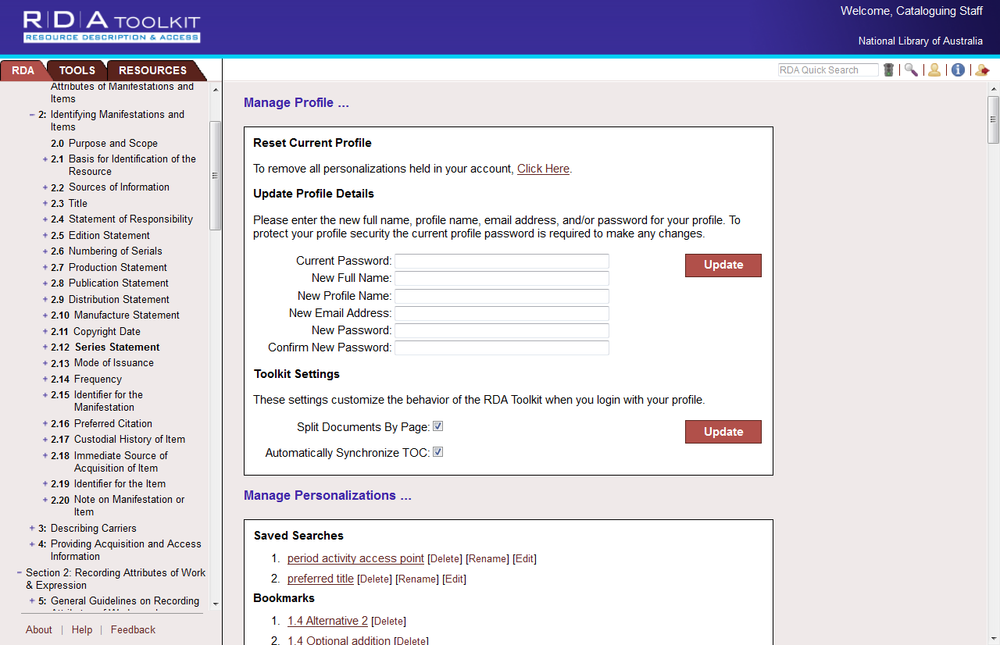 R|D|A TOOLKIT
RESOURCE DESCRIPTION & ACCESS
Welcome, Cataloguing Staff
National Library of Australia
RDA TOOLS RESOURCES
RDA Quick Search
Attributes of Manifestations and
Items
2: Identifying Manifestations and
Items
2.0 Purpose and Scope
+ 2.1 Basis for Identification of the
Resource
+ 2.2 Sources of Information
+ 2.3 Title
+ 2.4 Statement of Responsibility
+ 2.5 Edition Statement
+ 2.6 Numbering of Serials
+ 2.7 Production Statement
+ 2.8 Publication Statement
+ 2.9 Distribution Statement
+ 2.10 Manufacture Statement
+ 2.11 Copyright Date
+ 2.12 Series Statement
+ 2.13 Mode of Issuance
+ 2.14 Frequency
+ 2.15 Identifier for the
Manifestation
+ 2.16 Preferred Citation
+ 2.17 Custodial History of Item
+ 2.18 Immediate Source of
Acquisition of Item
+ 2.19 Identifier for the Item
+ 2.20 Note on Manifestation or
Item
+ 3: Describing Carriers
+ 4: Providing Acquisition and Access
Information
Section 2: Recording Attributes of Work
& Expression
+ 5: General Guidelines on Recording
About | Help | Feedback
Manage Profile ...
Reset Current Profile
To remove all personalizations held in your account, Click Here.
Update Profile Details
Please enter the new full name, profile name, email address, and/or password for your profile. To
protect your profile security the current profile password is required to make any changes.
Current Password:
Update
New Full Name:
New Profile Name:
New Email Address:
New Password:
Confirm New Password:
Toolkit Settings
These settings customize the behavior of the RDA Toolkit when you login with your profile.
Split Documents By Page:
Update
Automatically Synchronize TOC:
Manage Personalizations ...
Saved Searches
1. period activity access point [Delete] [Rename] [Edit]
2. preferred title [Delete] [Rename] [Edit]
Bookmarks
1. 1.4 Alternative 2 [Delete]
2. 1.4 Optional addition [Delete]